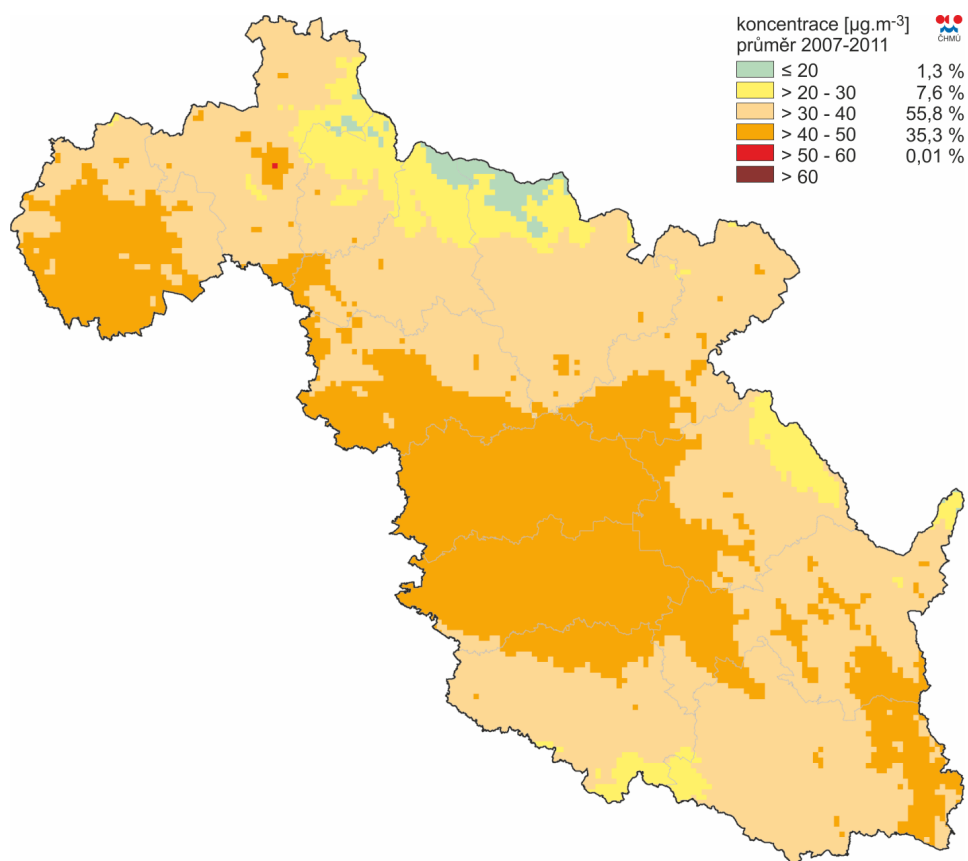 koncentrace [µg.m-3]
průměr 2007-2011
ČHMÚ
≤ 20 1,3 %
> 20 - 30 7,6 %
> 30 - 40 55,8 %
> 40 - 50 35,3 %
> 50 - 60 0,01 %
> 60